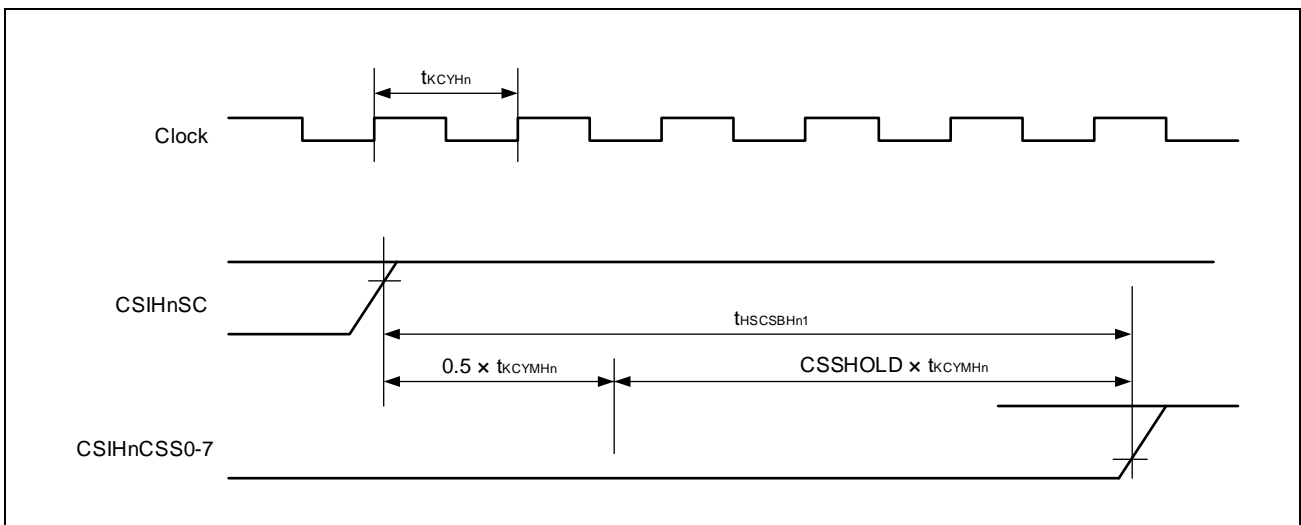 tKCYHn
Clock
CSIHnSC
tHSCSBHn1
0.5 × tKCYMHn
CSSHOLD × tKCYMHn
CSIHnCSS0-7